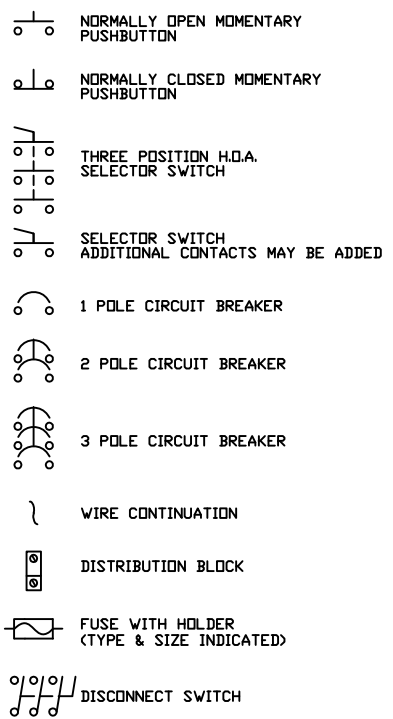 NORMALLY OPEN MOMENTARY
PUSHBUTTON
NORMALLY CLOSED MOMENTARY
PUSHBUTTON
THREE POSITION H.O.A.
SELECTOR SWITCH
SELECTOR SWITCH
ADDITIONAL CONTACTS MAY BE ADDED
1 POLE CIRCUIT BREAKER
2 POLE CIRCUIT BREAKER
3 POLE CIRCUIT BREAKER
WIRE CONTINUATION
DISTRIBUTION BLOCK
FUSE WITH HOLDER
(TYPE & SIZE INDICATED)
DISCONNECT SWITCH